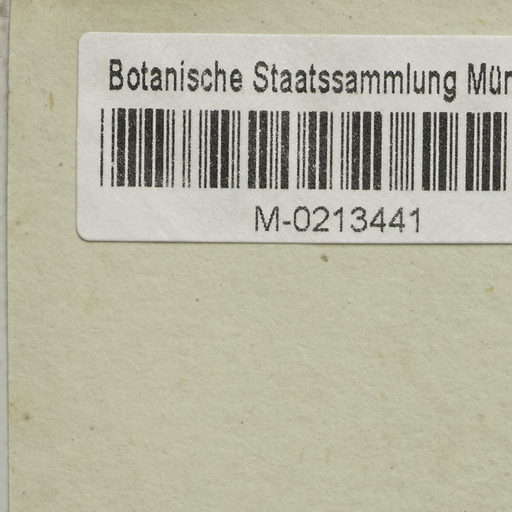 Botanische Staatssammlung Mün
M-0213441